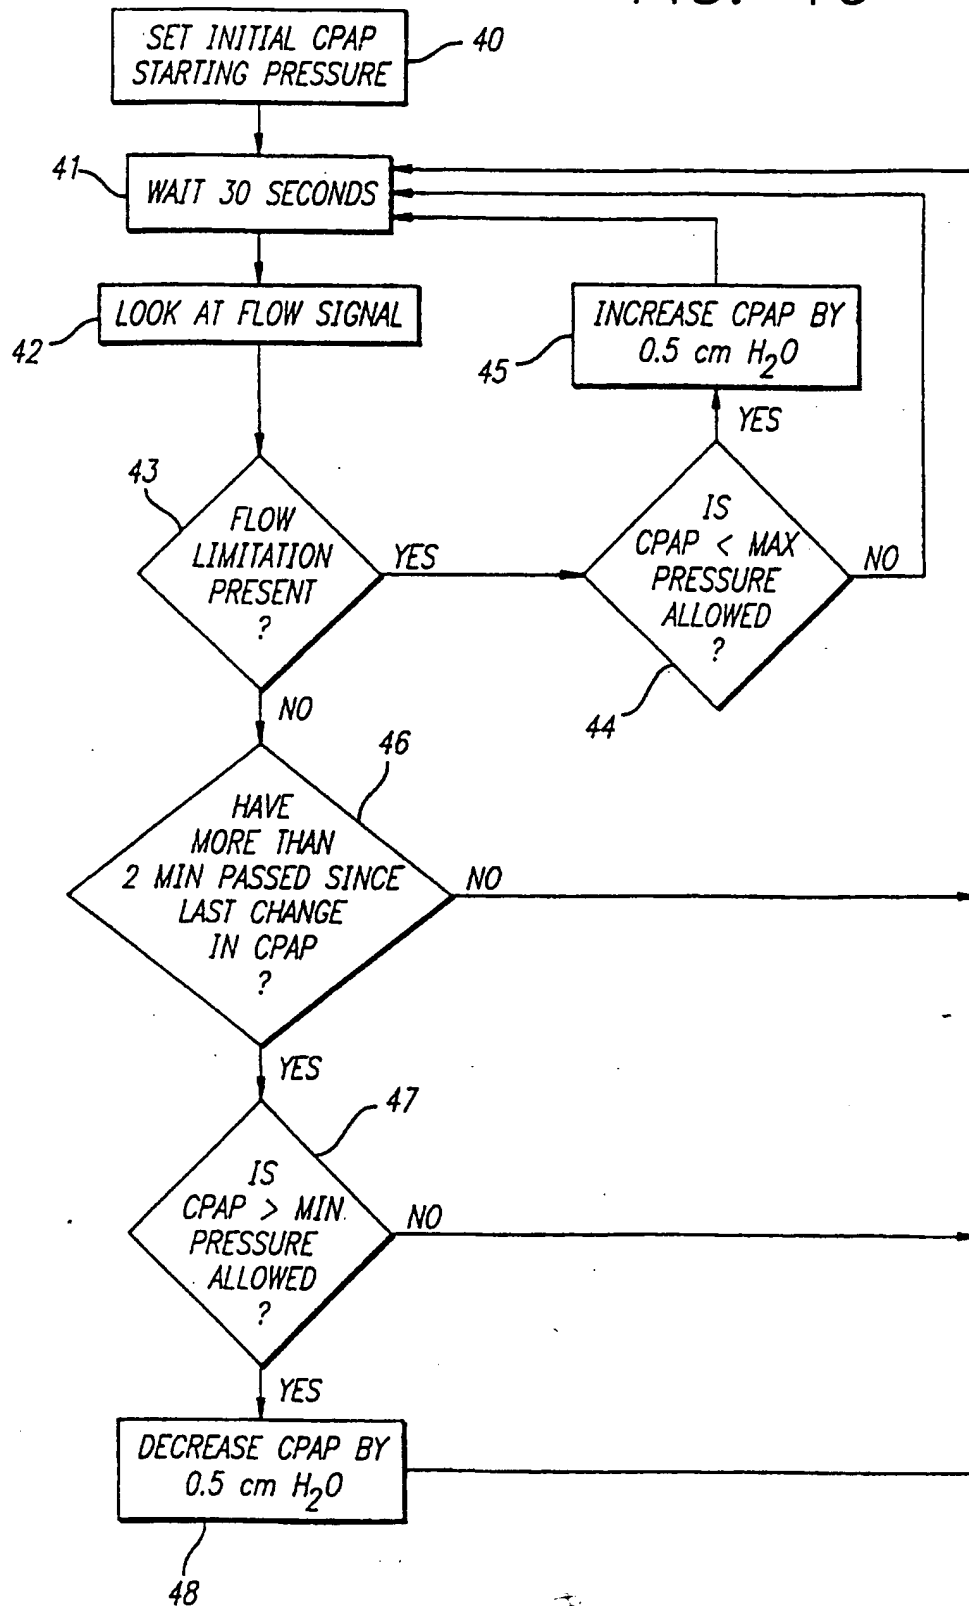 SET INITIAL CPAP
STARTING PRESSURE
40
41
WAIT 30 SECONDS
LOOK AT FLOW SIGNAL
42
INCREASE CPAP BY
0.5 cm H₂O
45
YES
43
FLOW
LIMITATION
PRESENT
?
YES
IS
CPAP < MAX
PRESSURE
ALLOWED
?
NO
44
NO
46
HAVE
MORE THAN
2 MIN PASSED SINCE
LAST CHANGE
IN CPAP
?
NO
YES
47
IS
CPAP > MIN.
PRESSURE
ALLOWED
?
NO
YES
DECREASE CPAP BY
0.5 cm H₂O
48